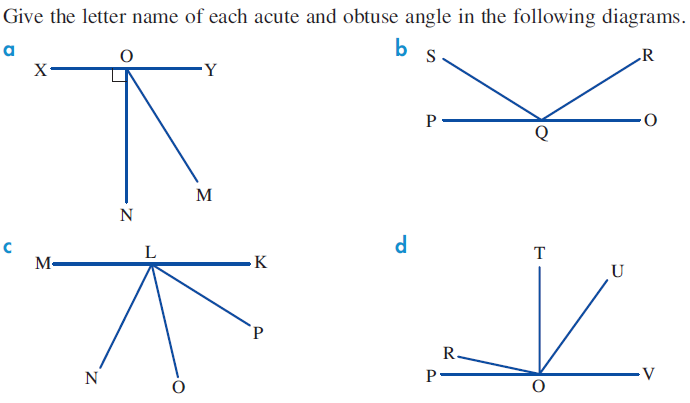 Give the letter name of each acute and obtuse angle in the following diagrams.
a
X
O
Y
M
N
b
S
R
P
O
Q
c
M
L
K
P
N
O
d
T
U
R
P
V
O